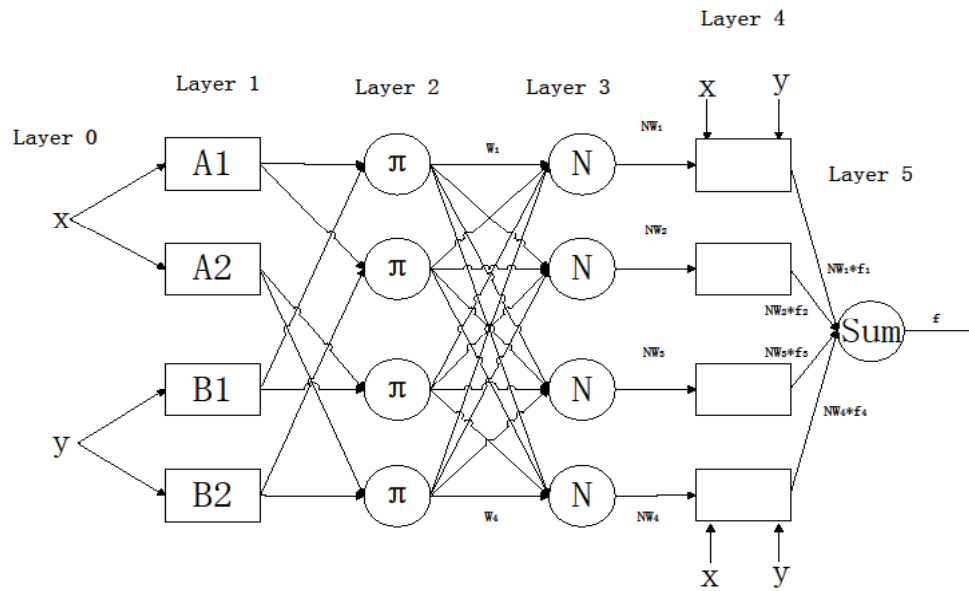 Layer 4
Layer 1
Layer 2
Layer 3
x
y
Layer 0
NW₁
W₁
A1
π
N
Layer 5
x
NW₂
A2
π
N
NW₁*f₁
NW₂*f₂
f
Sum
NW₃
NW₃*f₃
B1
π
N
NW₄*f₄
y
B2
π
N
W₄
NW₄
x
y